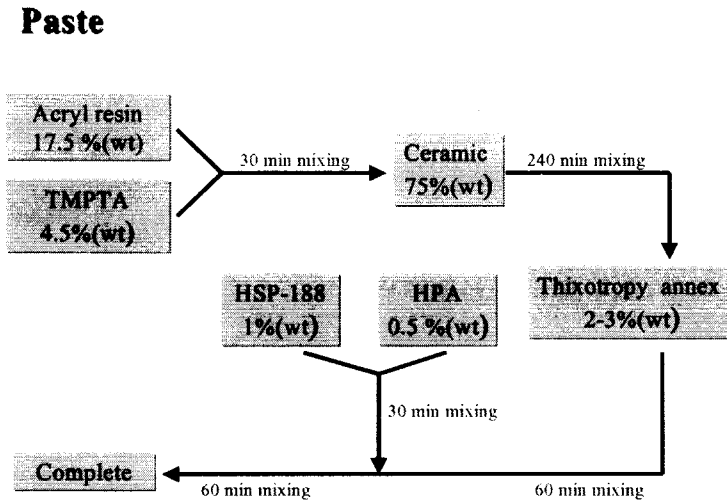 Paste
Acryl resin
17.5 %(wt)
30 min mixing
Ceramic
75%(wt)
240 min mixing
TMPTA
4.5%(wt)
HSP-188
1%(wt)
HPA
0.5 %(wt)
Thixotropy annex
2-3%(wt)
30 min mixing
Complete
60 min mixing
60 min mixing